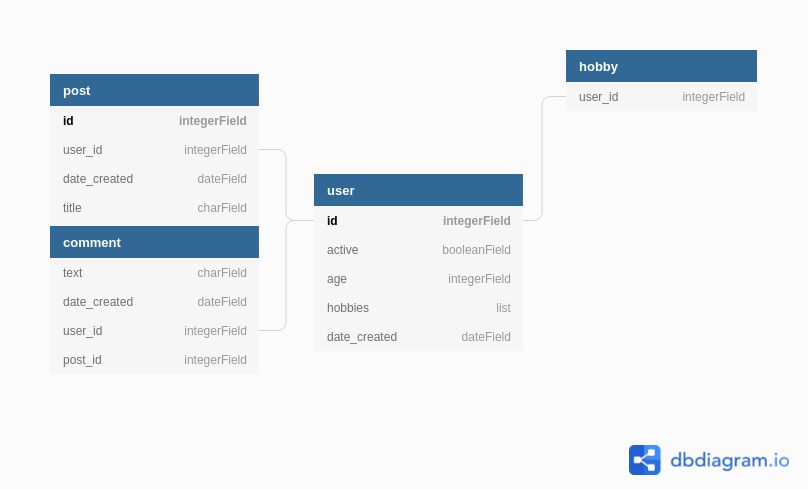 post
id integerField
user_id integerField
date_created dateField
title charField
comment
text charField
date_created dateField
user_id integerField
post_id integerField
user
id integerField
active booleanField
age integerField
hobbies list
date_created dateField
hobby
user_id integerField
dbdiagram.io